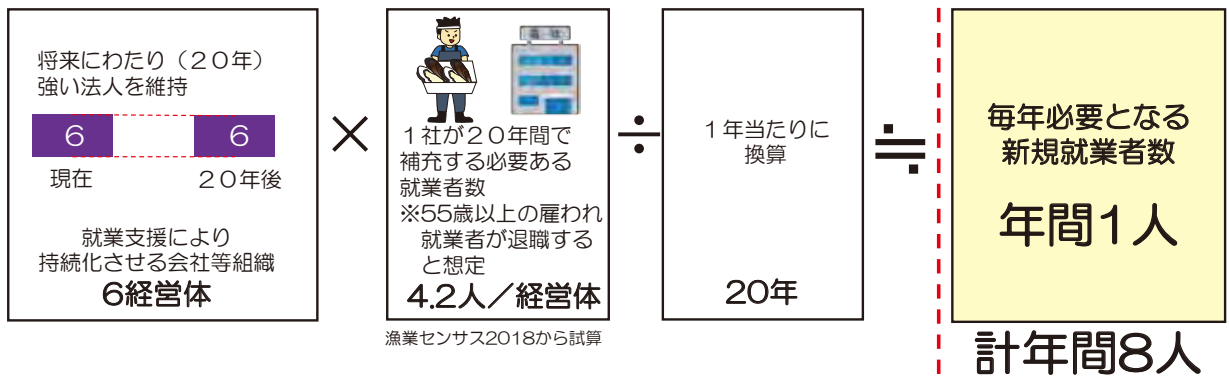 将来にわたり（２０年）
強い法人を維持
6
6
現在
２０年後
就業支援により
持続化させる会社等組織
6経営体
×
会社
１社が２０年間で
補充する必要ある
就業者数
※55歳以上の雇われ
就業者が退職する
と想定
4.2人／経営体
漁業センサス2018から試算
÷
１年当たりに
換算
20年
≒
毎年必要となる
新規就業者数
年間1人
計年間8人